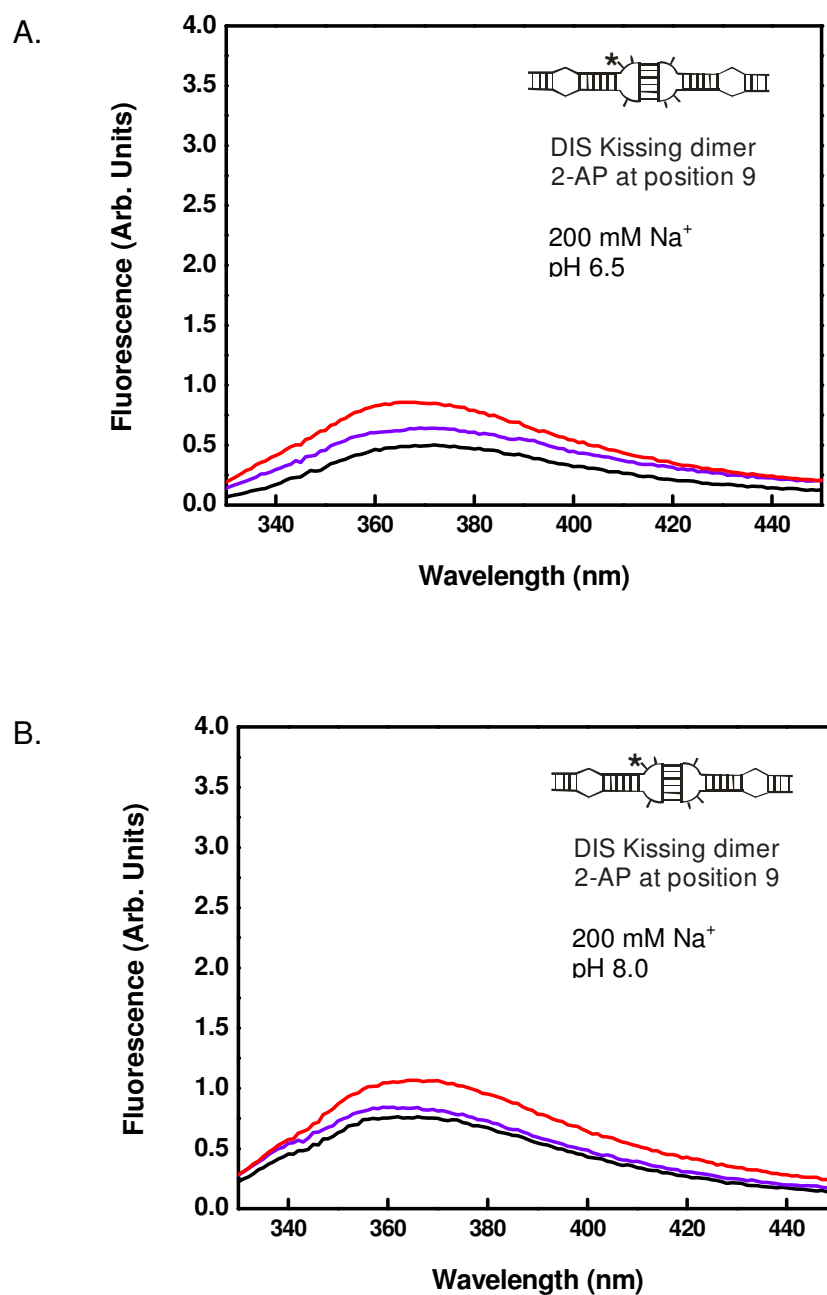 A.
4.0
3.5
3.0
2.5
2.0
1.5
1.0
0.5
0.0
Fluorescence (Arb. Units)
*
DIS Kissing dimer
2-AP at position 9
200 mM Na⁺
pH 6.5
340 360 380 400 420 440
Wavelength (nm)
B.
4.0
3.5
3.0
2.5
2.0
1.5
1.0
0.5
0.0
Fluorescence (Arb. Units)
*
DIS Kissing dimer
2-AP at position 9
200 mM Na⁺
pH 8.0
340 360 380 400 420 440
Wavelength (nm)